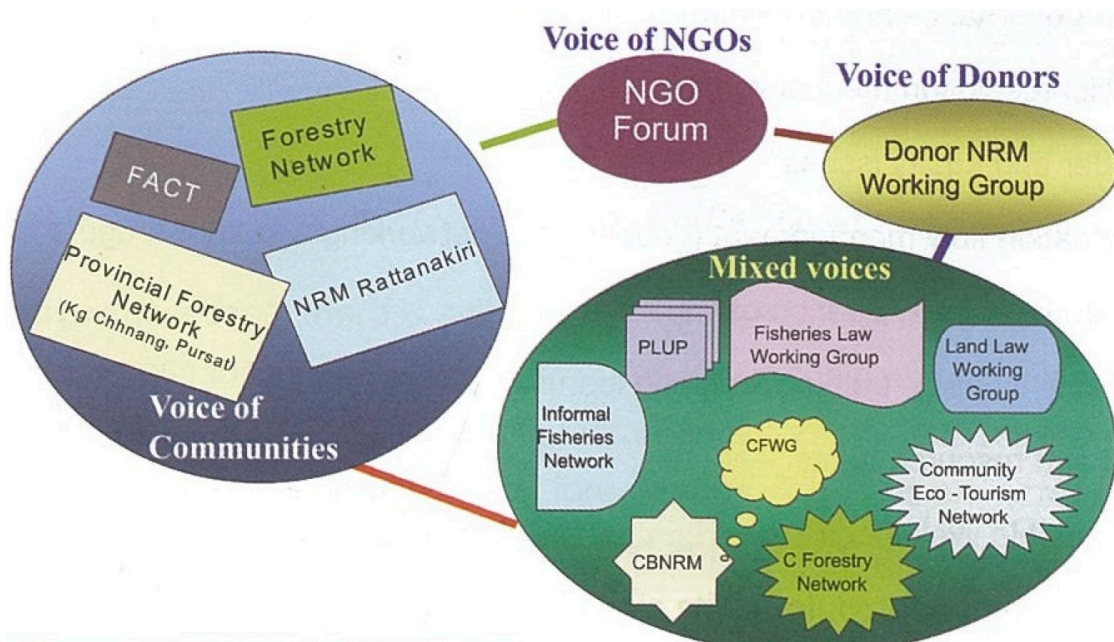 Voice of NGOs
NGO
Forum
Voice of Donors
Donor NRM
Working Group
Forestry
Network
FACT
NRM Rattanakiri
Provincial Forestry
Network
(Kg Chhnang, Pursat)
Voice of
Communities
Mixed voices
PLUP
Fisheries Law
Working Group
Land Law
Working
Group
Informal
Fisheries
Network
CFWG
Community
Eco -Tourism
Network
CBNRM
C Forestry
Network